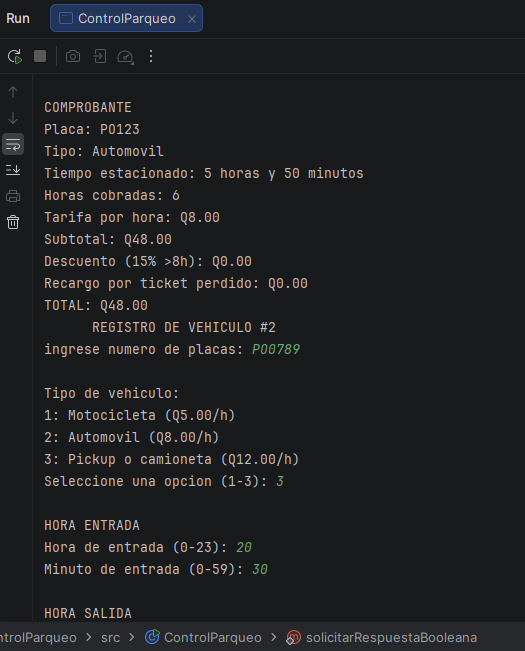 Run ControlParqueo
COMPROBANTE
Placa: PO123
Tipo: Automovil
Tiempo estacionado: 5 horas y 50 minutos
Horas cobradas: 6
Tarifa por hora: Q8.00
Subtotal: Q48.00
Descuento (15% >8h): Q0.00
Recargo por ticket perdido: Q0.00
TOTAL: Q48.00
REGISTRO DE VEHICULO #2
ingrese numero de placas: PO0789
Tipo de vehiculo:
1: Motocicleta (Q5.00/h)
2: Automovil (Q8.00/h)
3: Pickup o camioneta (Q12.00/h)
Seleccione una opcion (1-3): 3
HORA ENTRADA
Hora de entrada (0-23): 20
Minuto de entrada (0-59): 30
HORA SALIDA
ntrolParqueo > src > ControlParqueo > solicitarRespuestaBooleana